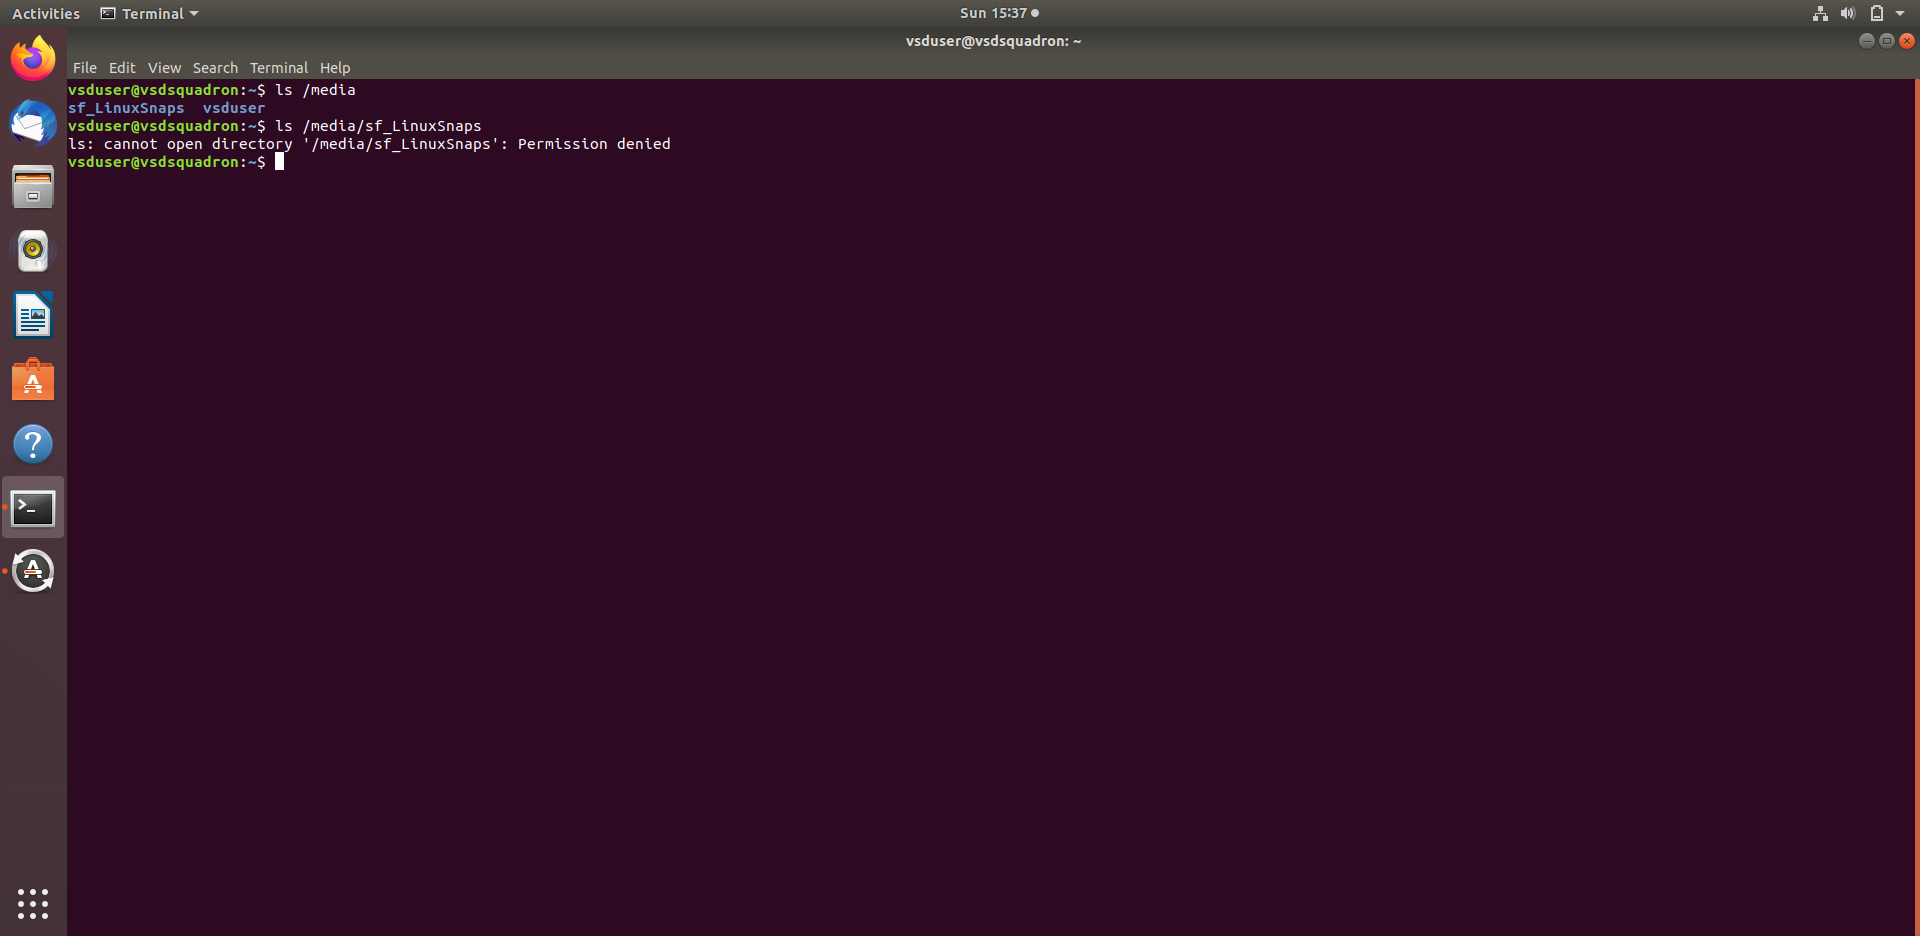 Activities Terminal Sun 15:37
vsduser@vsdsquadron: ~
File Edit View Search Terminal Help
vsduser@vsdsquadron:~$ ls /media
sf_LinuxSnaps  vsduser
vsduser@vsdsquadron:~$ ls /media/sf_LinuxSnaps
ls: cannot open directory '/media/sf_LinuxSnaps': Permission denied
vsduser@vsdsquadron:~$